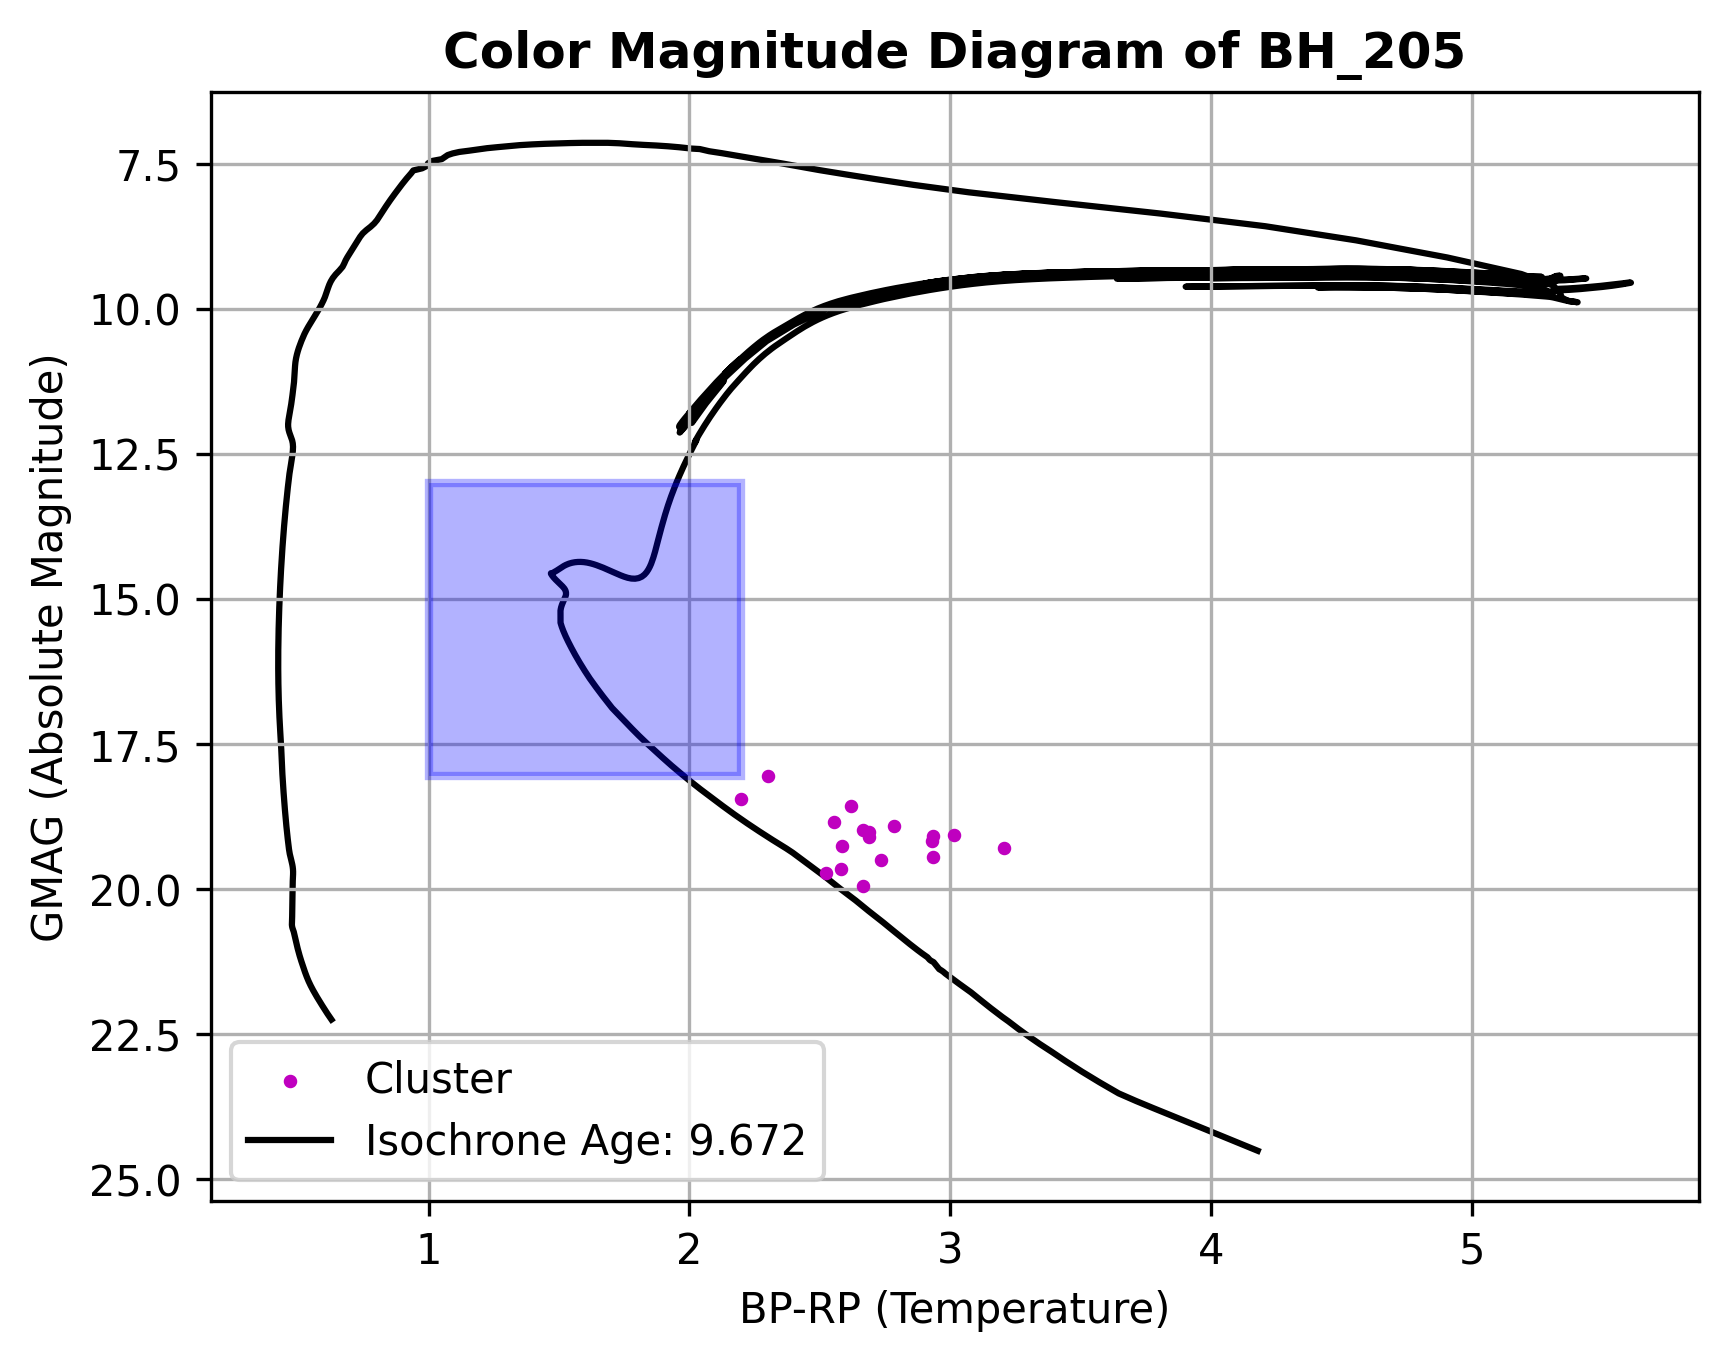 Color Magnitude Diagram of BH_205
GMAG (Absolute Magnitude)
7.5
10.0
12.5
15.0
17.5
20.0
22.5
25.0
Cluster
Isochrone Age: 9.672
1 2 3 4 5
BP-RP (Temperature)